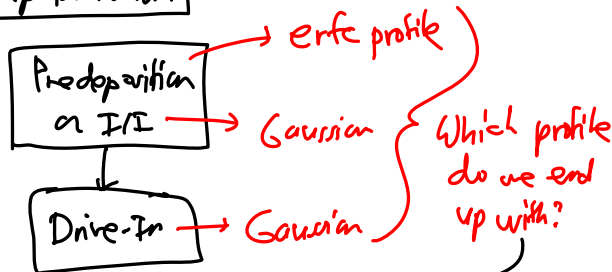 erfc profile
Predeposition
or I/I
Gaussian
Which profile
do we end
up with?
Drive-In
Gaussian